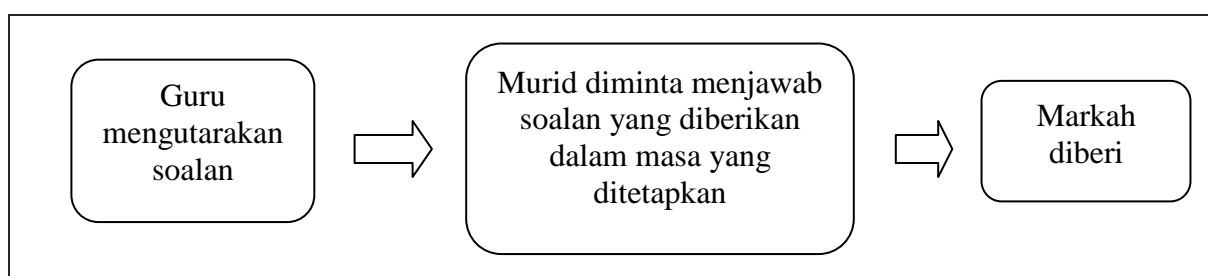 Guru
mengutarakan
soalan
Murid diminta menjawab
soalan yang diberikan
dalam masa yang
ditetapkan
Markah
diberi